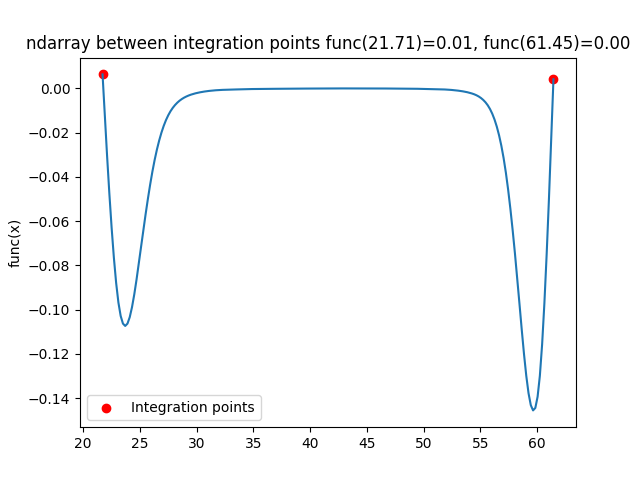 ndarray between integration points func(21.71)=0.01, func(61.45)=0.00
func(x)
0.00
−0.02
−0.04
−0.06
−0.08
−0.10
−0.12
−0.14
Integration points
20 25 30 35 40 45 50 55 60